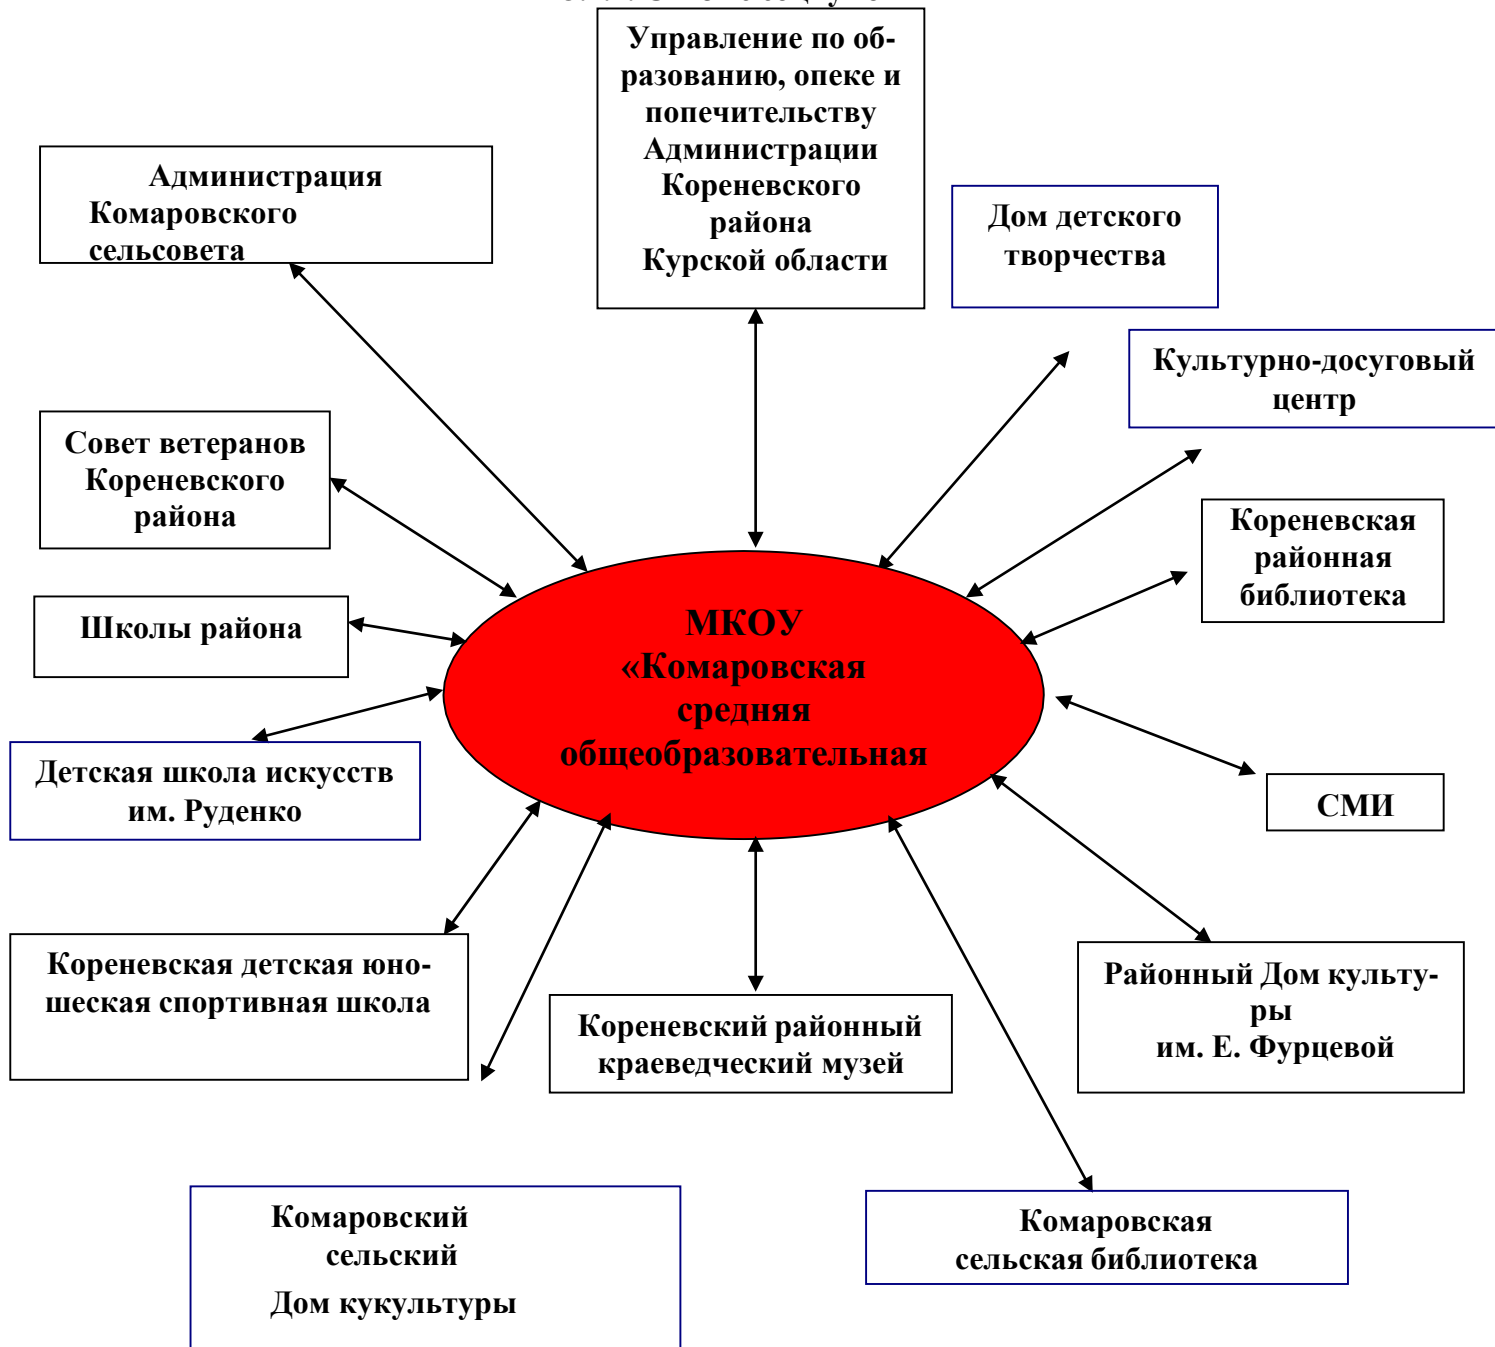 Управление по об-
разованию, опеке и
попечительству
Администрации
Кореневского
района
Курской области
Администрация
Комаровского
сельсовета
Дом детского
творчества
Культурно-досуговый
центр
Совет ветеранов
Кореневского
района
Кореневская
районная
библиотека
Школы района
МКОУ
«Комаровская
средняя
общеобразовательная
Детская школа искусств
им. Руденко
СМИ
Кореневская детская юно-
шеская спортивная школа
Кореневский районный
краеведческий музей
Районный Дом культу-
ры
им. Е. Фурцевой
Комаровский
сельский
Дом кукультуры
Комаровская
сельская библиотека